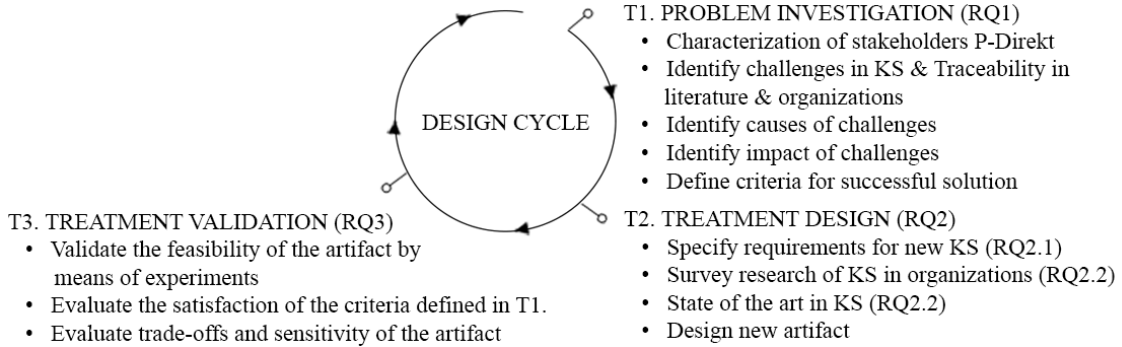 T1. PROBLEM INVESTIGATION (RQ1)
• Characterization of stakeholders P-Direkt
• Identify challenges in KS & Traceability in
literature & organizations
• Identify causes of challenges
• Identify impact of challenges
• Define criteria for successful solution
DESIGN CYCLE
T2. TREATMENT DESIGN (RQ2)
• Specify requirements for new KS (RQ2.1)
• Survey research of KS in organizations (RQ2.2)
• State of the art in KS (RQ2.2)
• Design new artifact
T3. TREATMENT VALIDATION (RQ3)
• Validate the feasibility of the artifact by
means of experiments
• Evaluate the satisfaction of the criteria defined in T1.
• Evaluate trade-offs and sensitivity of the artifact